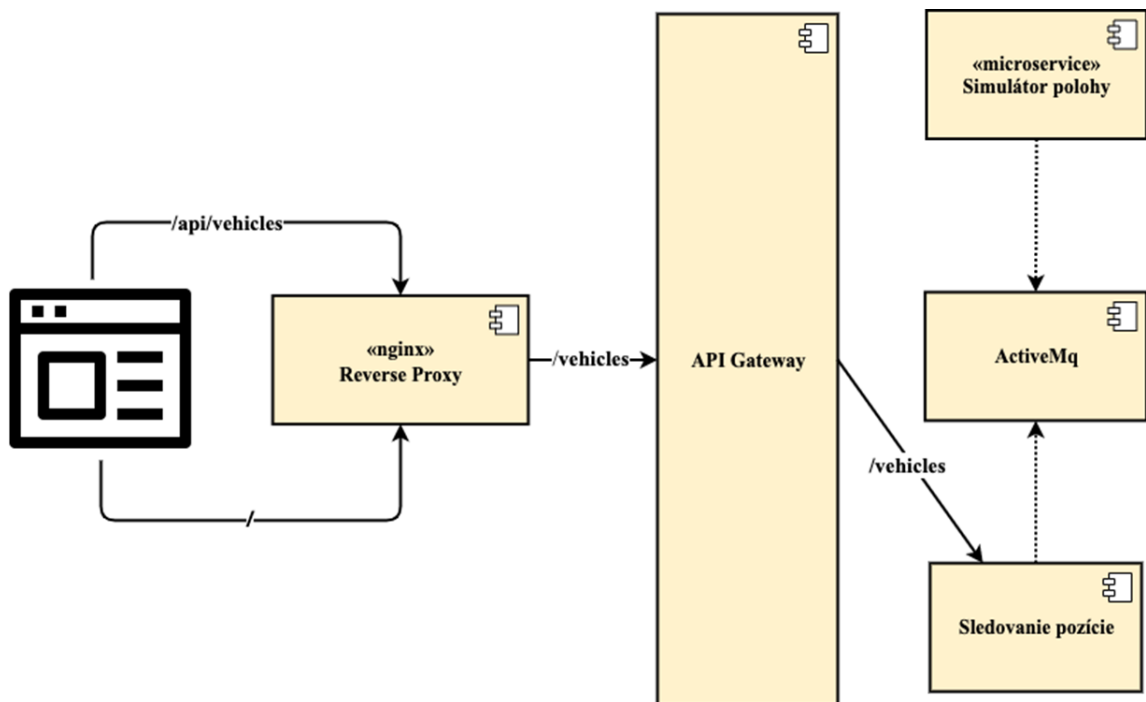 /api/vehicles
«nginx»
Reverse Proxy
/
/vehicles
API Gateway
/vehicles
«microservice»
Simulátor polohy
ActiveMq
Sledovanie pozície